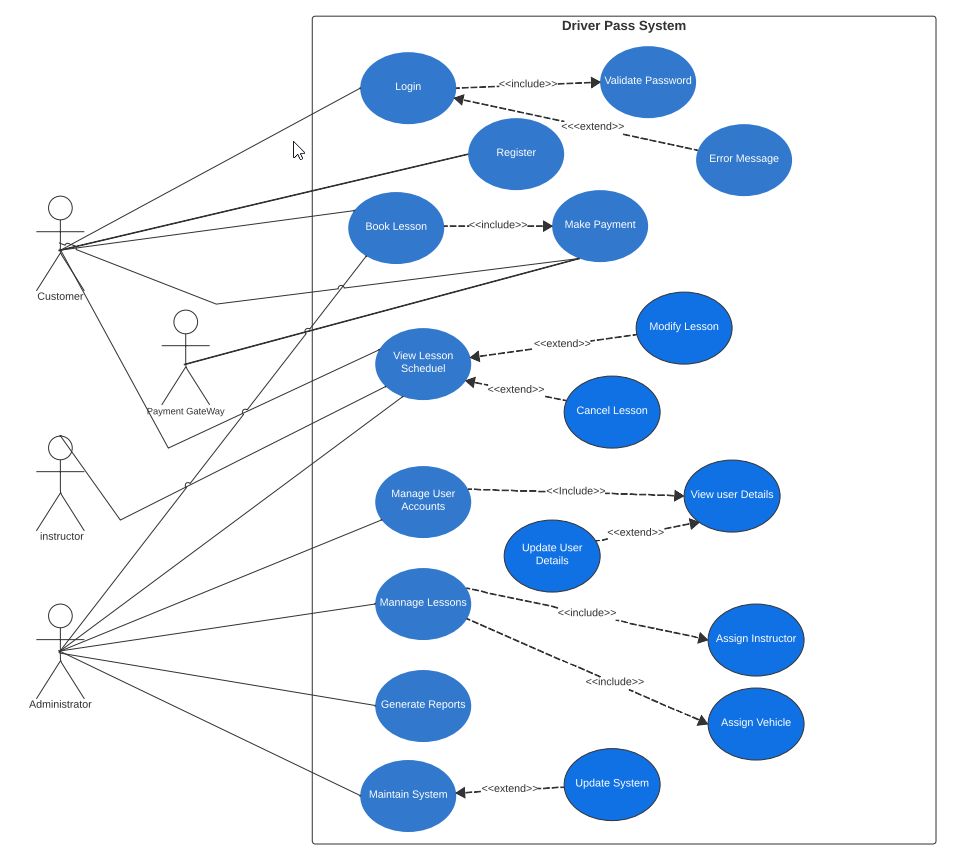 Driver Pass System
Login
<<include>>
Validate Password
<<<extend>>
Error Message
Register
Book Lesson
<<include>>
Make Payment
Customer
Payment GateWay
View Lesson
Scheduel
<<extend>>
Modify Lesson
<<extend>>
Cancel Lesson
instructor
Manage User
Accounts
<<Include>>
View user Details
<<extend>>
Update User
Details
Mannage Lessons
<<include>>
Assign Instructor
<<include>>
Assign Vehicle
Administrator
Generate Reports
Maintain System
<<extend>>
Update System